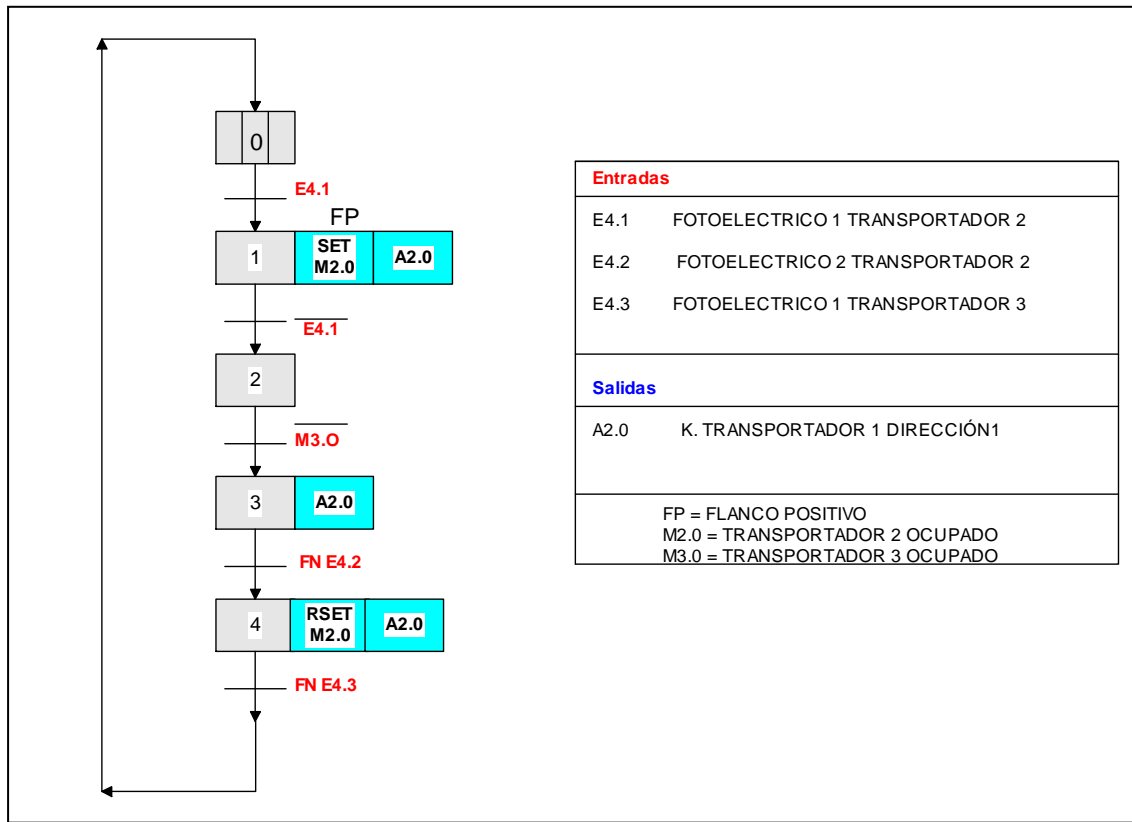 0
E4.1
FP
1
SET
M2.0
A2.0
E4.1
2
M3.O
3
A2.0
FN E4.2
4
RSET
M2.0
A2.0
FN E4.3
Entradas
E4.1 FOTOELECTRICO 1 TRANSPORTADOR 2
E4.2 FOTOELECTRICO 2 TRANSPORTADOR 2
E4.3 FOTOELECTRICO 1 TRANSPORTADOR 3
Salidas
A2.0 K. TRANSPORTADOR 1 DIRECCIÓN1
FP = FLANCO POSITIVO
M2.0 = TRANSPORTADOR 2 OCUPADO
M3.0 = TRANSPORTADOR 3 OCUPADO